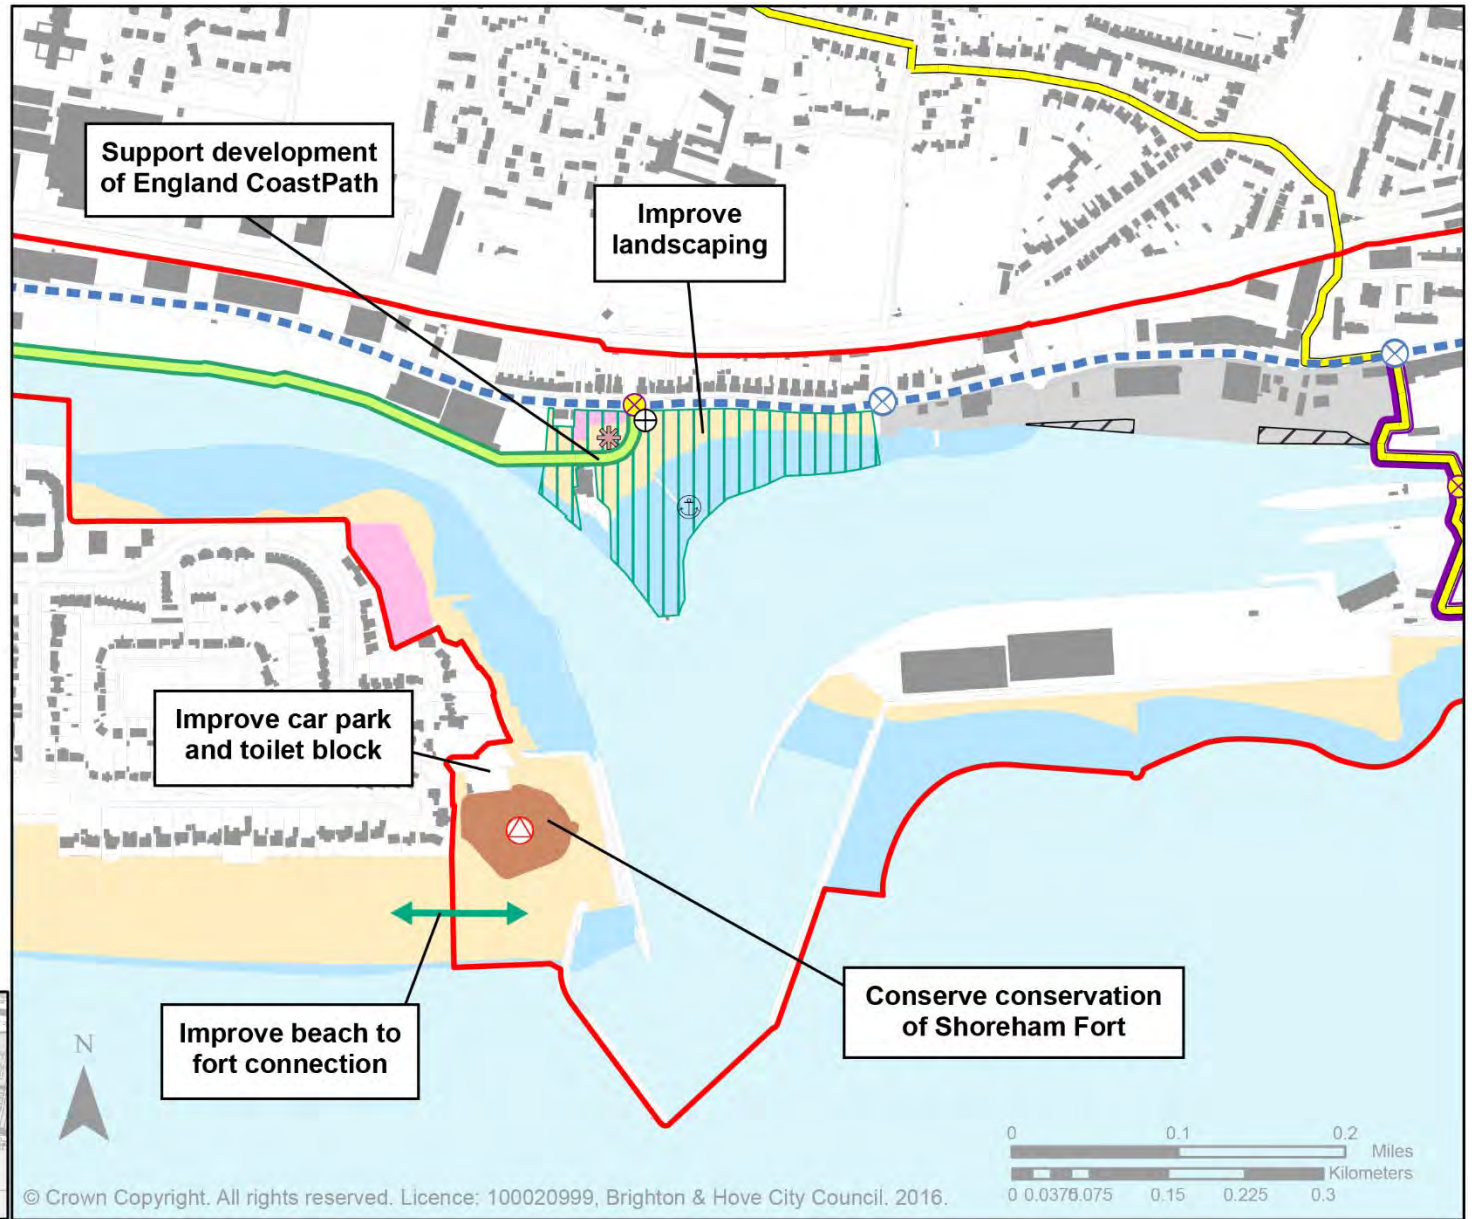 Support development
of England CoastPath
Improve
landscaping
Improve car park
and toilet block
Improve beach to
fort connection
Conserve conservation
of Shoreham Fort
N
0 0.1 0.2
Miles
Kilometers
0 0.0375 0.075 0.15 0.225 0.3
© Crown Copyright. All rights reserved. Licence: 100020999, Brighton & Hove City Council. 2016.